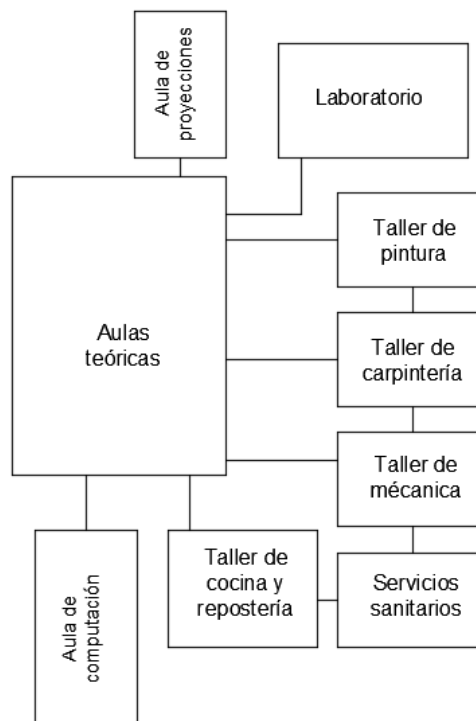 Aula de
proyecciones
Laboratorio
Taller de
pintura
Aulas
teóricas
Taller de
carpintería
Taller de
mécanica
Taller de
cocina y
repostería
Servicios
sanitarios
Aula de
computación